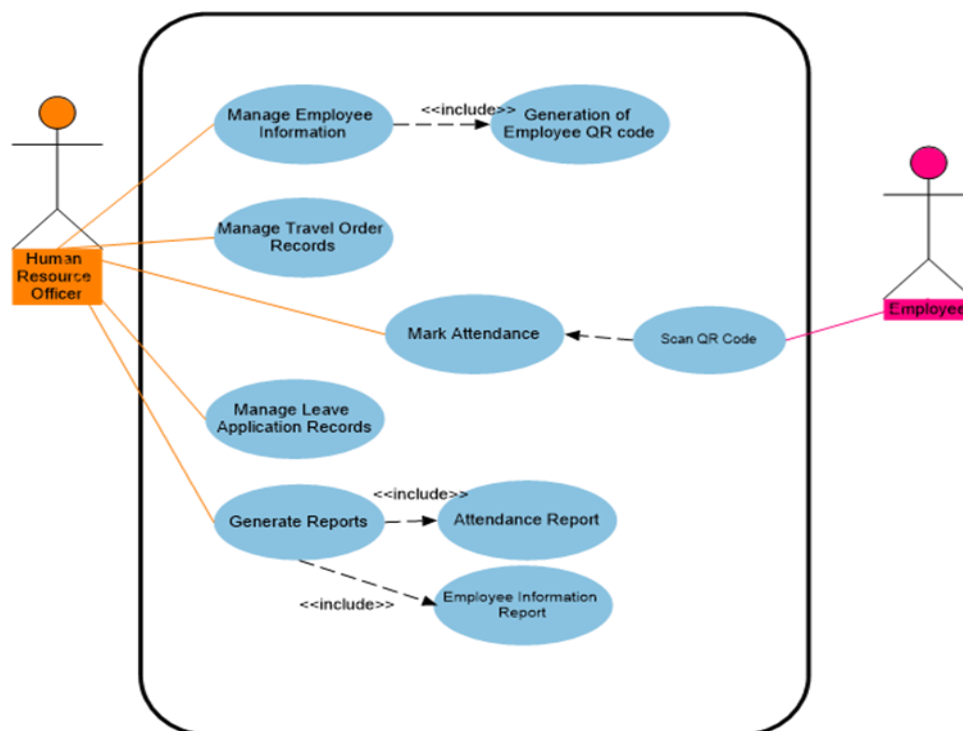 Manage Employee
Information
<<include>>
Generation of
Employee QR code
Human
Resource
Officer
Manage Travel Order
Records
Employee
Mark Attendance
Scan QR Code
Manage Leave
Application Records
Generate Reports
<<include>>
Attendance Report
<<include>>
Employee Information
Report